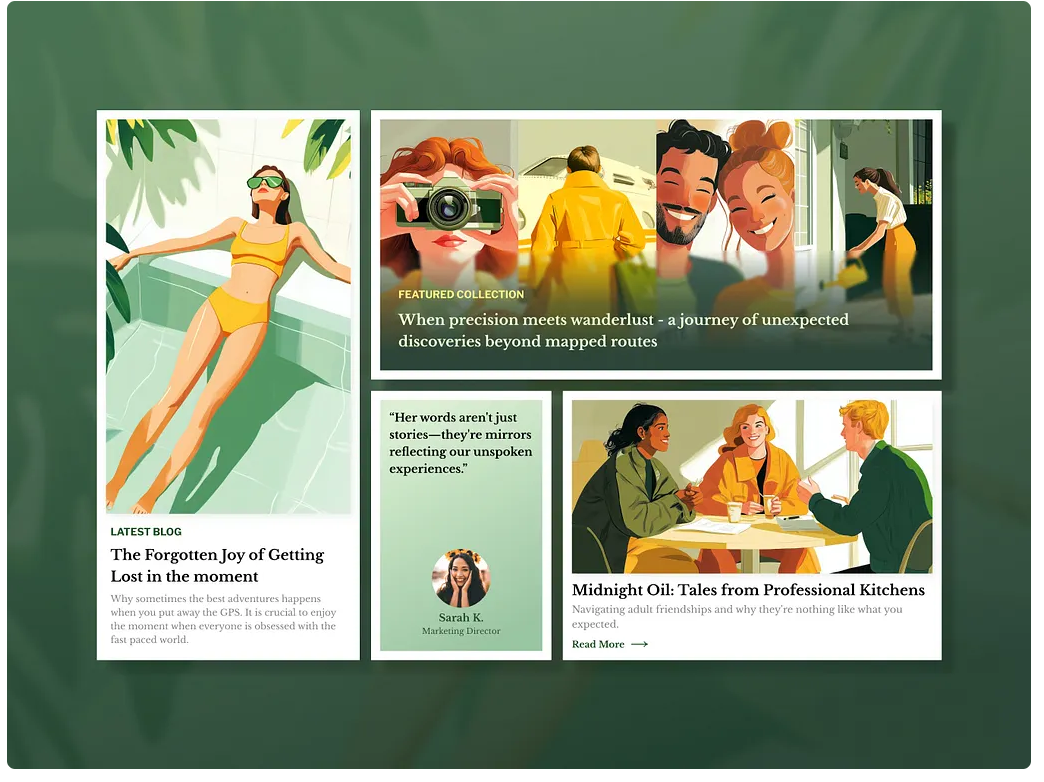 LATEST BLOG
The Forgotten Joy of Getting
Lost in the moment
Why sometimes the best adventures happens
when you put away the GPS. It is crucial to enjoy
the moment when everyone is obsessed with the
fast paced world.
FEATURED COLLECTION
When precision meets wanderlust - a journey of unexpected
discoveries beyond mapped routes
“Her words aren't just
stories—they're mirrors
reflecting our unspoken
experiences.”
Sarah K.
Marketing Director
Midnight Oil: Tales from Professional Kitchens
Navigating adult friendships and why they're nothing like what you
expected.
Read More